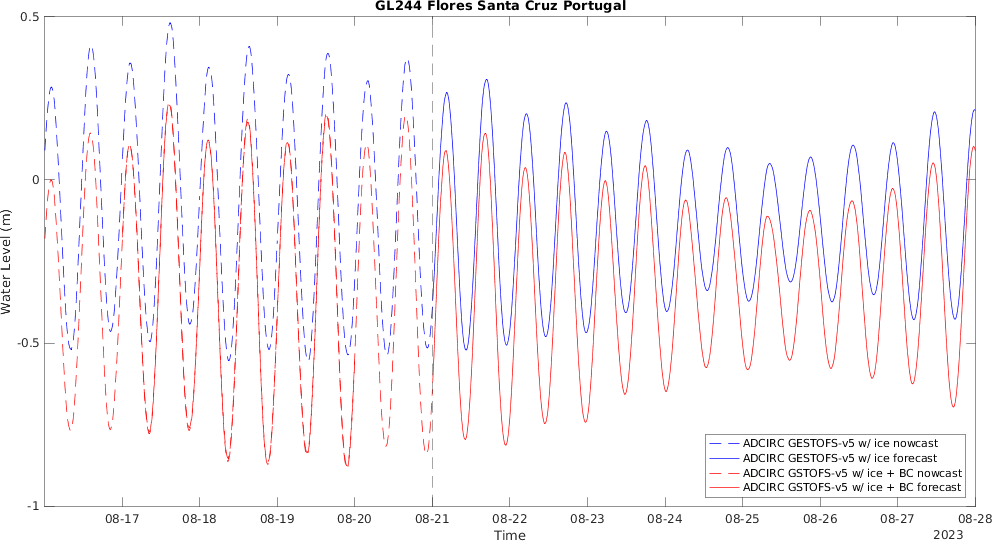 GL244 Flores Santa Cruz Portugal
0.5
0
-0.5
-1
Water Level (m)
08-17 08-18 08-19 08-20 08-21 08-22 08-23 08-24 08-25 08-26 08-27 08-28
Time
2023
ADCIRC GESTOFS-v5 w/ ice nowcast
ADCIRC GESTOFS-v5 w/ ice forecast
ADCIRC GSTOFS-v5 w/ ice + BC nowcast
ADCIRC GSTOFS-v5 w/ ice + BC forecast